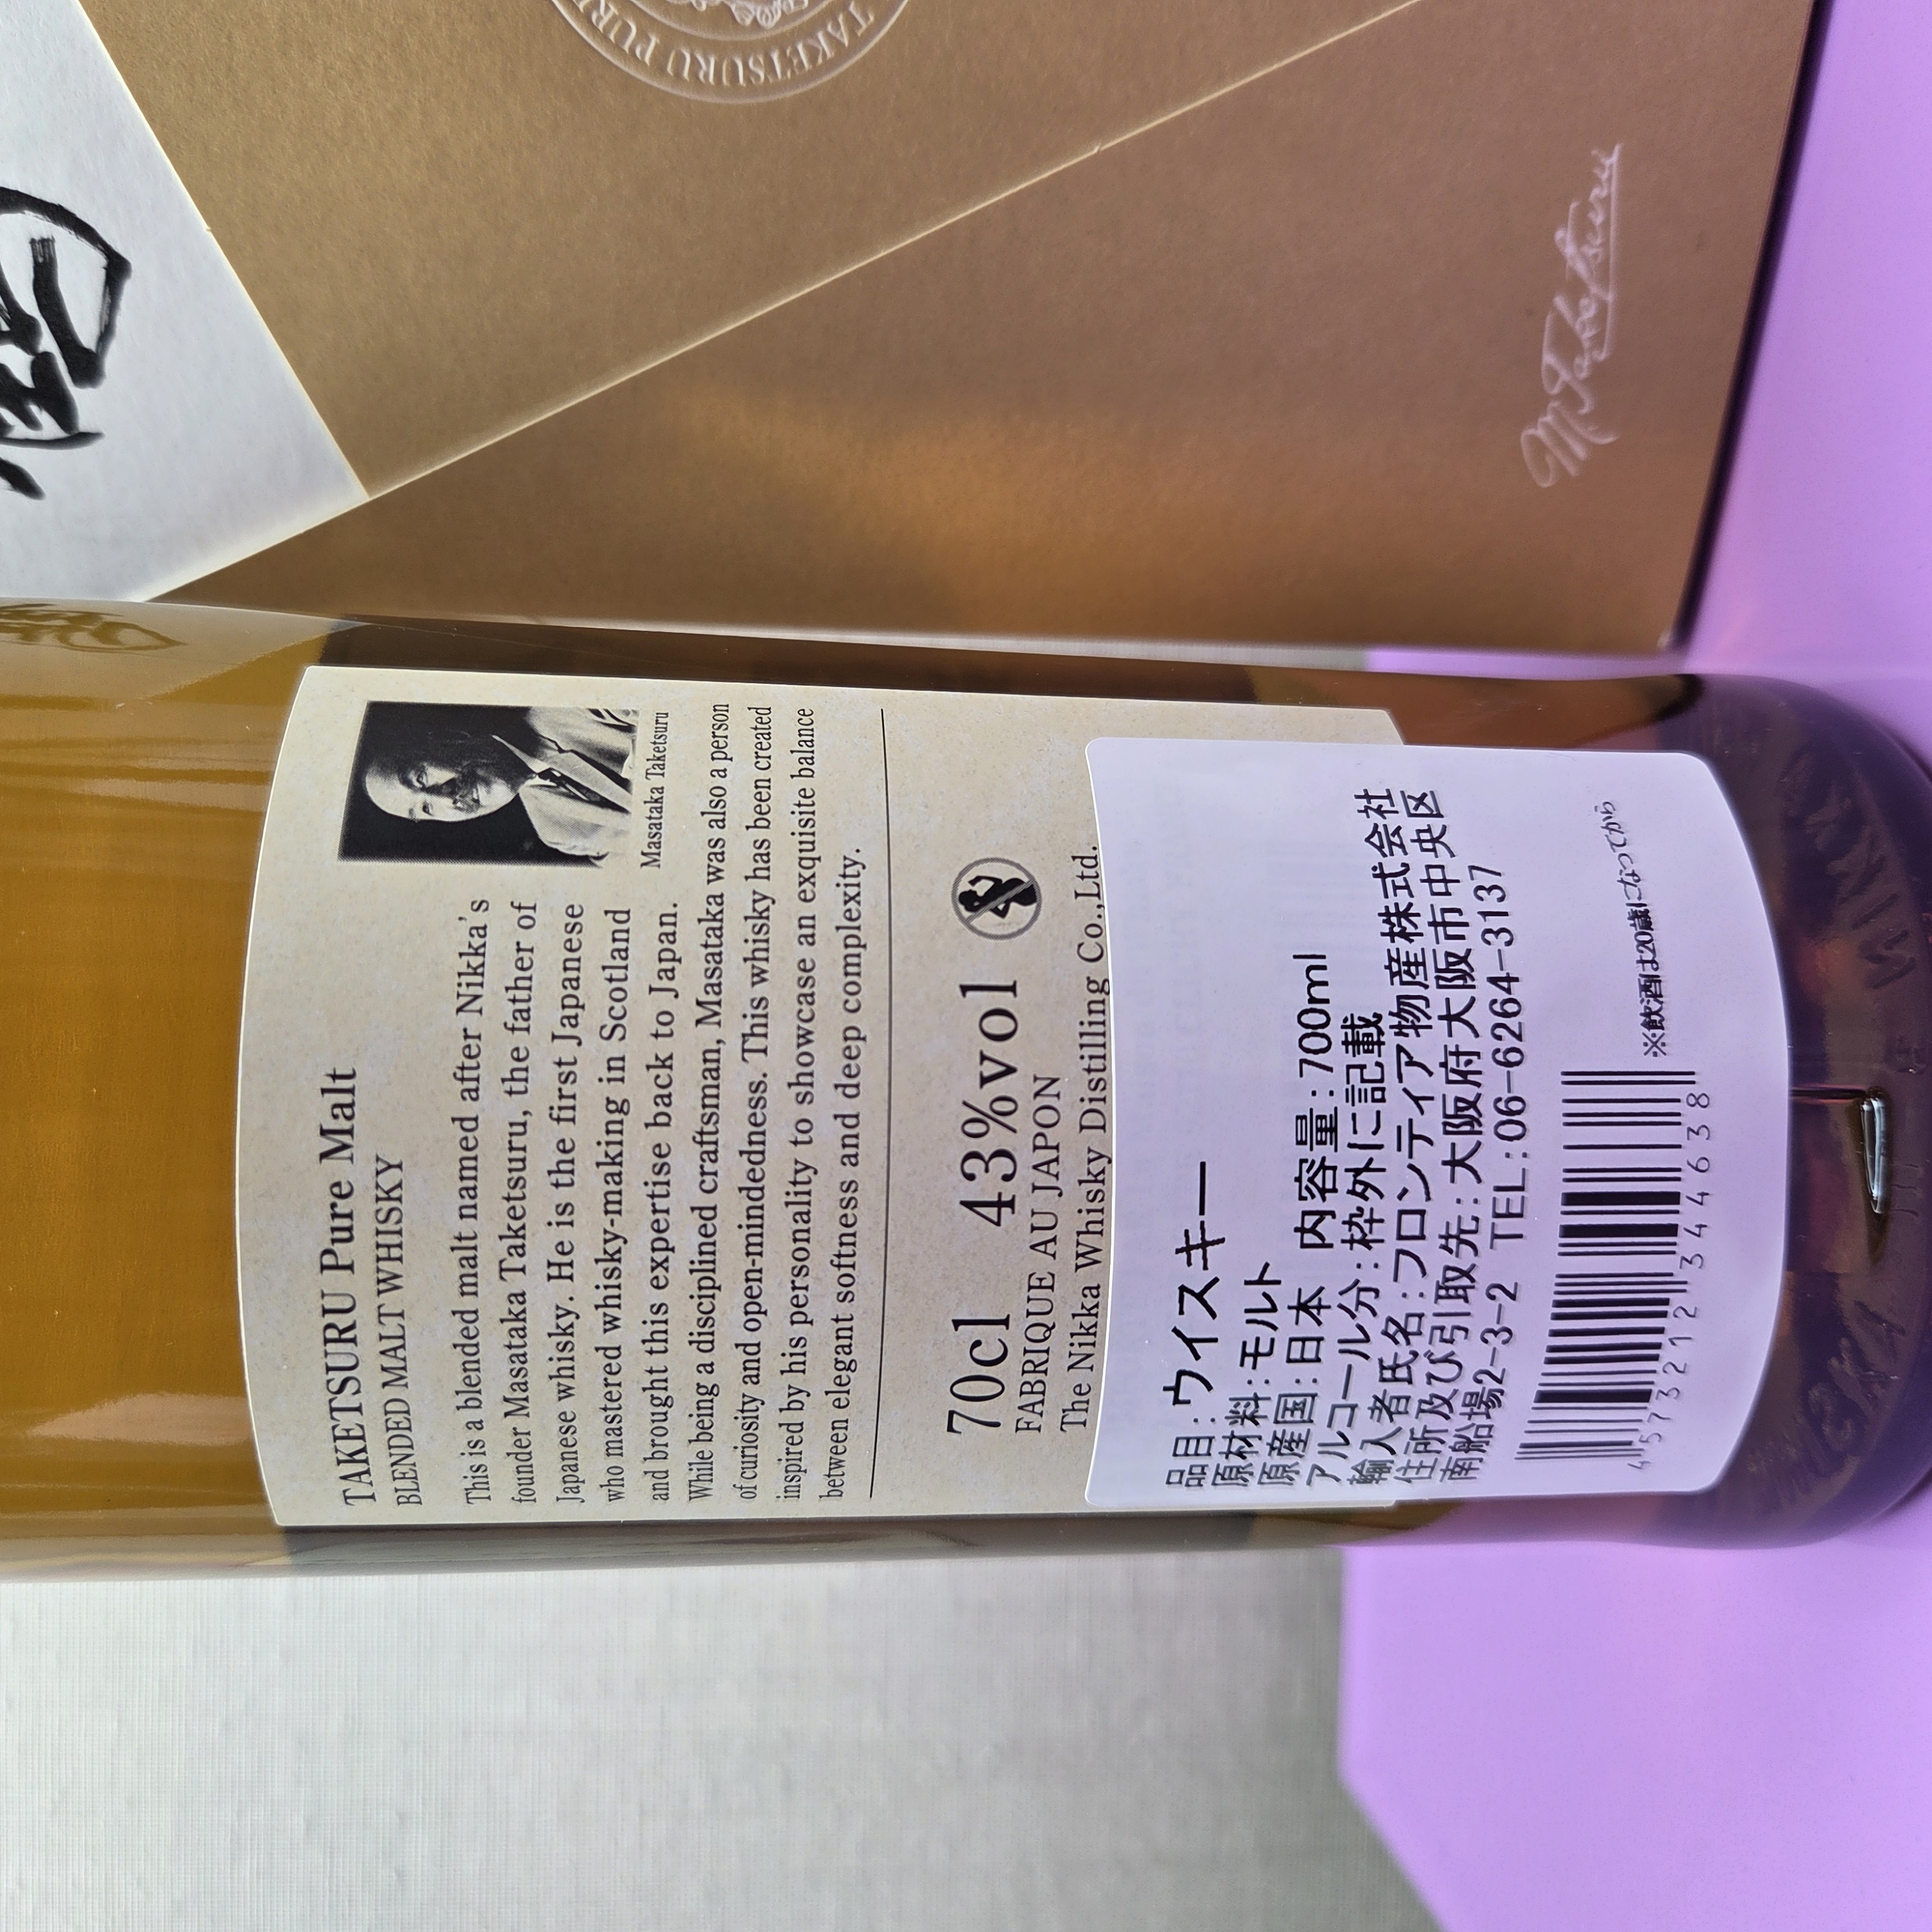 TAKETSURU PUR
M. Taketsuru
TAKETSURU Pure Malt
BLENDED MALT WHISKY
This is a blended malt named after Nikka's
founder Masataka Taketsuru, the father of
Japanese whisky. He is the first Japanese
who mastered whisky-making in Scotland
and brought this expertise back to Japan.
While being a disciplined craftsman, Masataka was also a person
of curiosity and open-mindedness. This whisky has been created
inspired by his personality to showcase an exquisite balance
between elegant softness and deep complexity.
Masataka Taketsuru
70cl 43%vol
FABRIQUE AU JAPON
The Nikka Whisky Distilling Co.,Ltd.
品目:ウイスキー
原材料:モルト
原産国:日本 内容量:700ml
アルコール分:枠外に記載
輸入者氏名:フロンティア物産株式会社
住所及び引取先:大阪府大阪市中央区
南船場2-3-2 TEL:06-6264-3137
4573212344638
※飲酒は20歳になってから